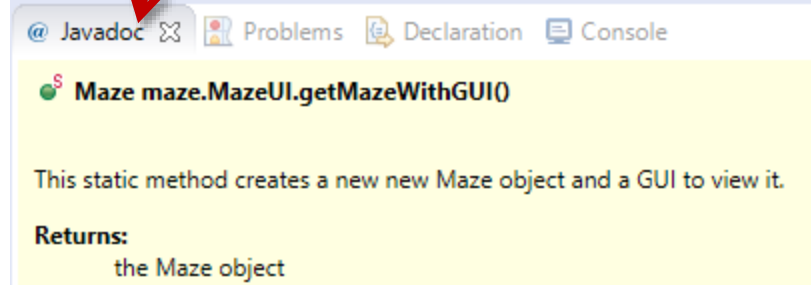 @ Javadoc Problems Declaration Console
S Maze maze.MazeUI.getMazeWithGUI()
This static method creates a new new Maze object and a GUI to view it.
Returns:
the Maze object